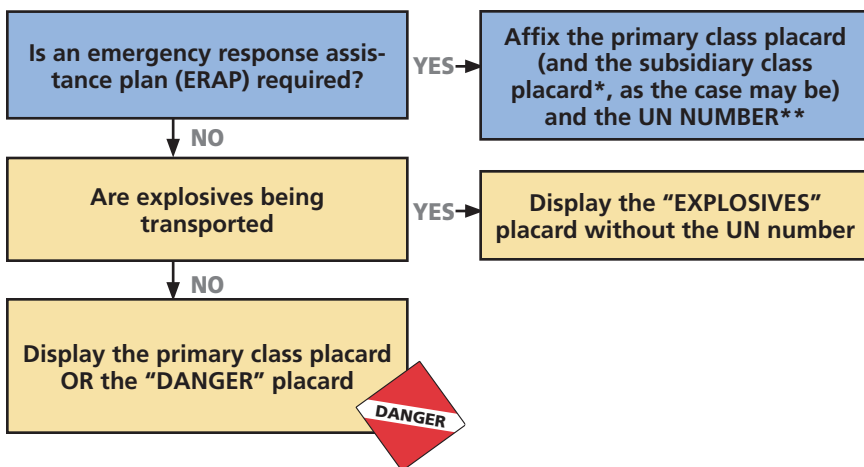 Is an emergency response assis-
tance plan (ERAP) required?
YES
Affix the primary class placard
(and the subsidiary class
placard*, as the case may be)
and the UN NUMBER**
NO
Are explosives being
transported
YES
Display the “EXPLOSIVES”
placard without the UN number
NO
Display the primary class placard
OR the “DANGER” placard
DANGER